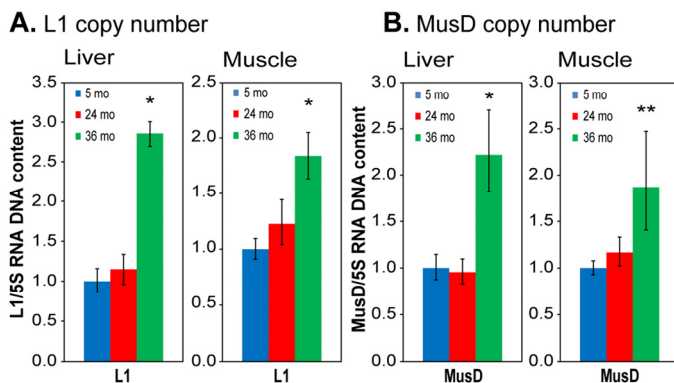 A. L1 copy number
Liver
Muscle
L1/5S RNA DNA content
3.5
3.0
2.5
2.0
1.5
1.0
0.5
0.0
5 mo
24 mo
36 mo
*
L1
2.5
2.0
1.5
1.0
0.5
0.0
5 mo
24 mo
36 mo
*
L1
B. MusD copy number
Liver
Muscle
MusD/5S RNA DNA content
3.0
2.5
2.0
1.5
1.0
0.5
0.0
5 mo
24 mo
36 mo
*
MusD
3.0
2.5
2.0
1.5
1.0
0.5
0.0
5 mo
24 mo
36 mo
**
MusD